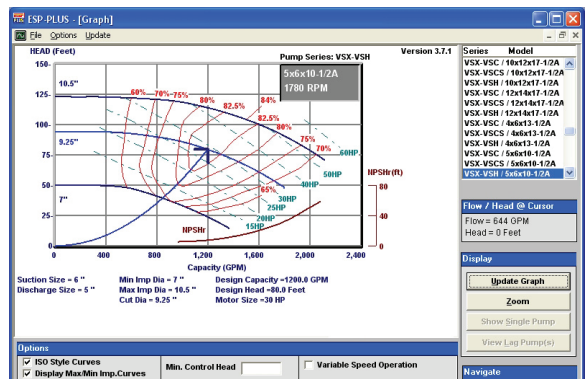 ESP-PLUS - [Graph]
File Options Update
HEAD (Feet)
Pump Series: VSX-VSH
Version 3.7.1
5x6x10-1/2A
1780 RPM
150-
125-
100-
75-
50-
25-
0
10.5"
9.25"
7"
60% 70% 75% 80% 82.5% 84%
82.5%
80%
75%
70%
65%
60HP
50HP
40HP
30HP
25HP
20HP
15HP
NPSHr
NPSHr(ft)
80
40
0
0 400 800 1,200 1,600 2,000 2,400
Capacity (GPM)
Suction Size = 6 " Min Imp Dia = 7 " Design Capacity =1200.0 GPM
Discharge Size = 5 " Max Imp Dia = 10.5 " Design Head =80.0 Feet
Cut Dia = 9.25 " Motor Size =30 HP
Series Model
VSX-VSC / 10x12x17-1/2A
VSX-VSCS / 10x12x17-1/2A
VSX-VSH / 10x12x17-1/2A
VSX-VSC / 12x14x17-1/2A
VSX-VSCS / 12x14x17-1/2A
VSX-VSH / 12x14x17-1/2A
VSX-VSC / 4x6x13-1/2A
VSX-VSCS / 4x6x13-1/2A
VSX-VSH / 4x6x13-1/2A
VSX-VSC / 5x6x10-1/2A
VSX-VSCS / 5x6x10-1/2A
VSX-VSH / 5x6x10-1/2A
Flow / Head @ Cursor
Flow = 644 GPM
Head = 0 Feet
Display
Update Graph
Zoom
Show Single Pump
View Lag Pump(s)
Navigate
Options
ISO Style Curves
Display Max/Min Imp.Curves
Min. Control Head
Variable Speed Operation